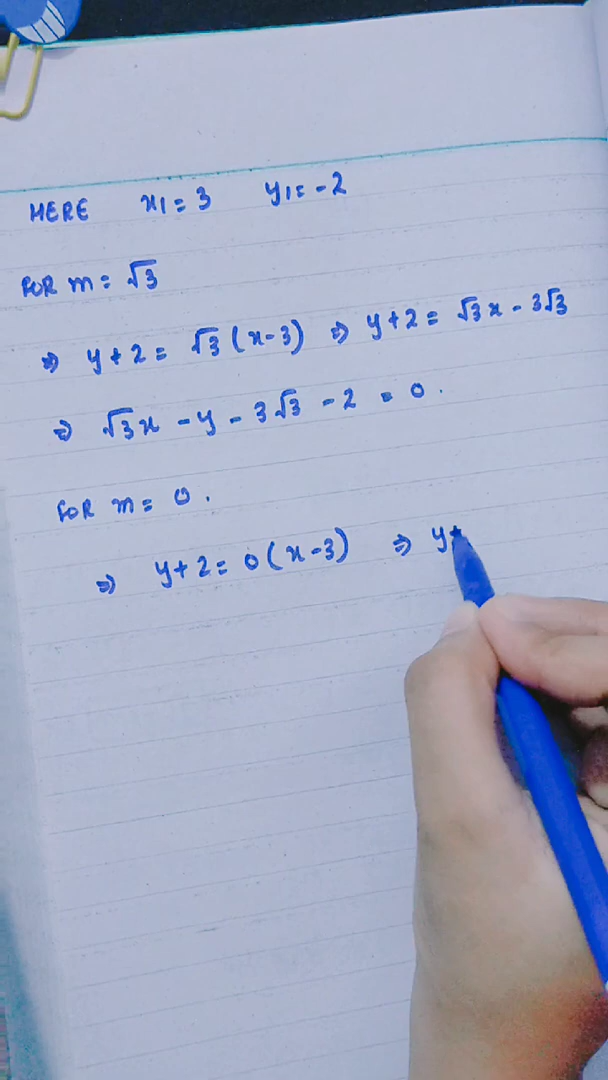 HERE x1 = 3 y1 = -2
FOR m = √3
⇒ y + 2 = √3 (x - 3) ⇒ y + 2 = √3x - 3√3
⇒ √3x - y - 3√3 - 2 = 0.
FOR m = 0.
⇒ y + 2 = 0 (x - 3) ⇒ y+